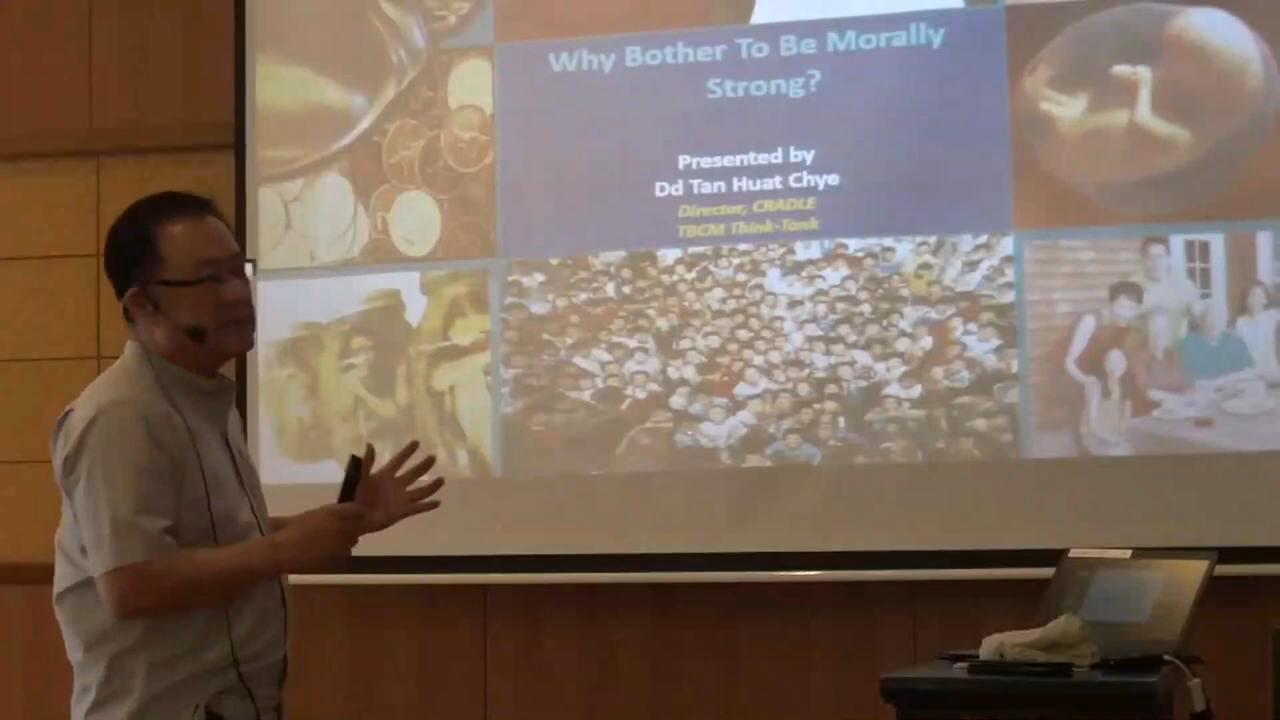 Why Bother To Be Morally
Strong?
Presented by
Dd Tan Huat Chye
Director, CRADLE
TBCM Think-Tank